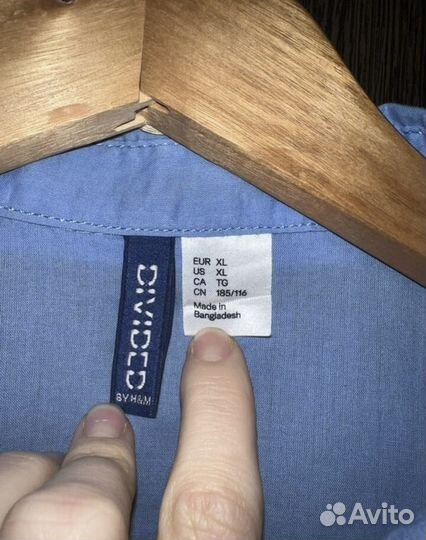 DIVIDED
BY H&M
EUR XL
US XL
CA TG
CN 185/116
Made in
Bangladesh
Avito